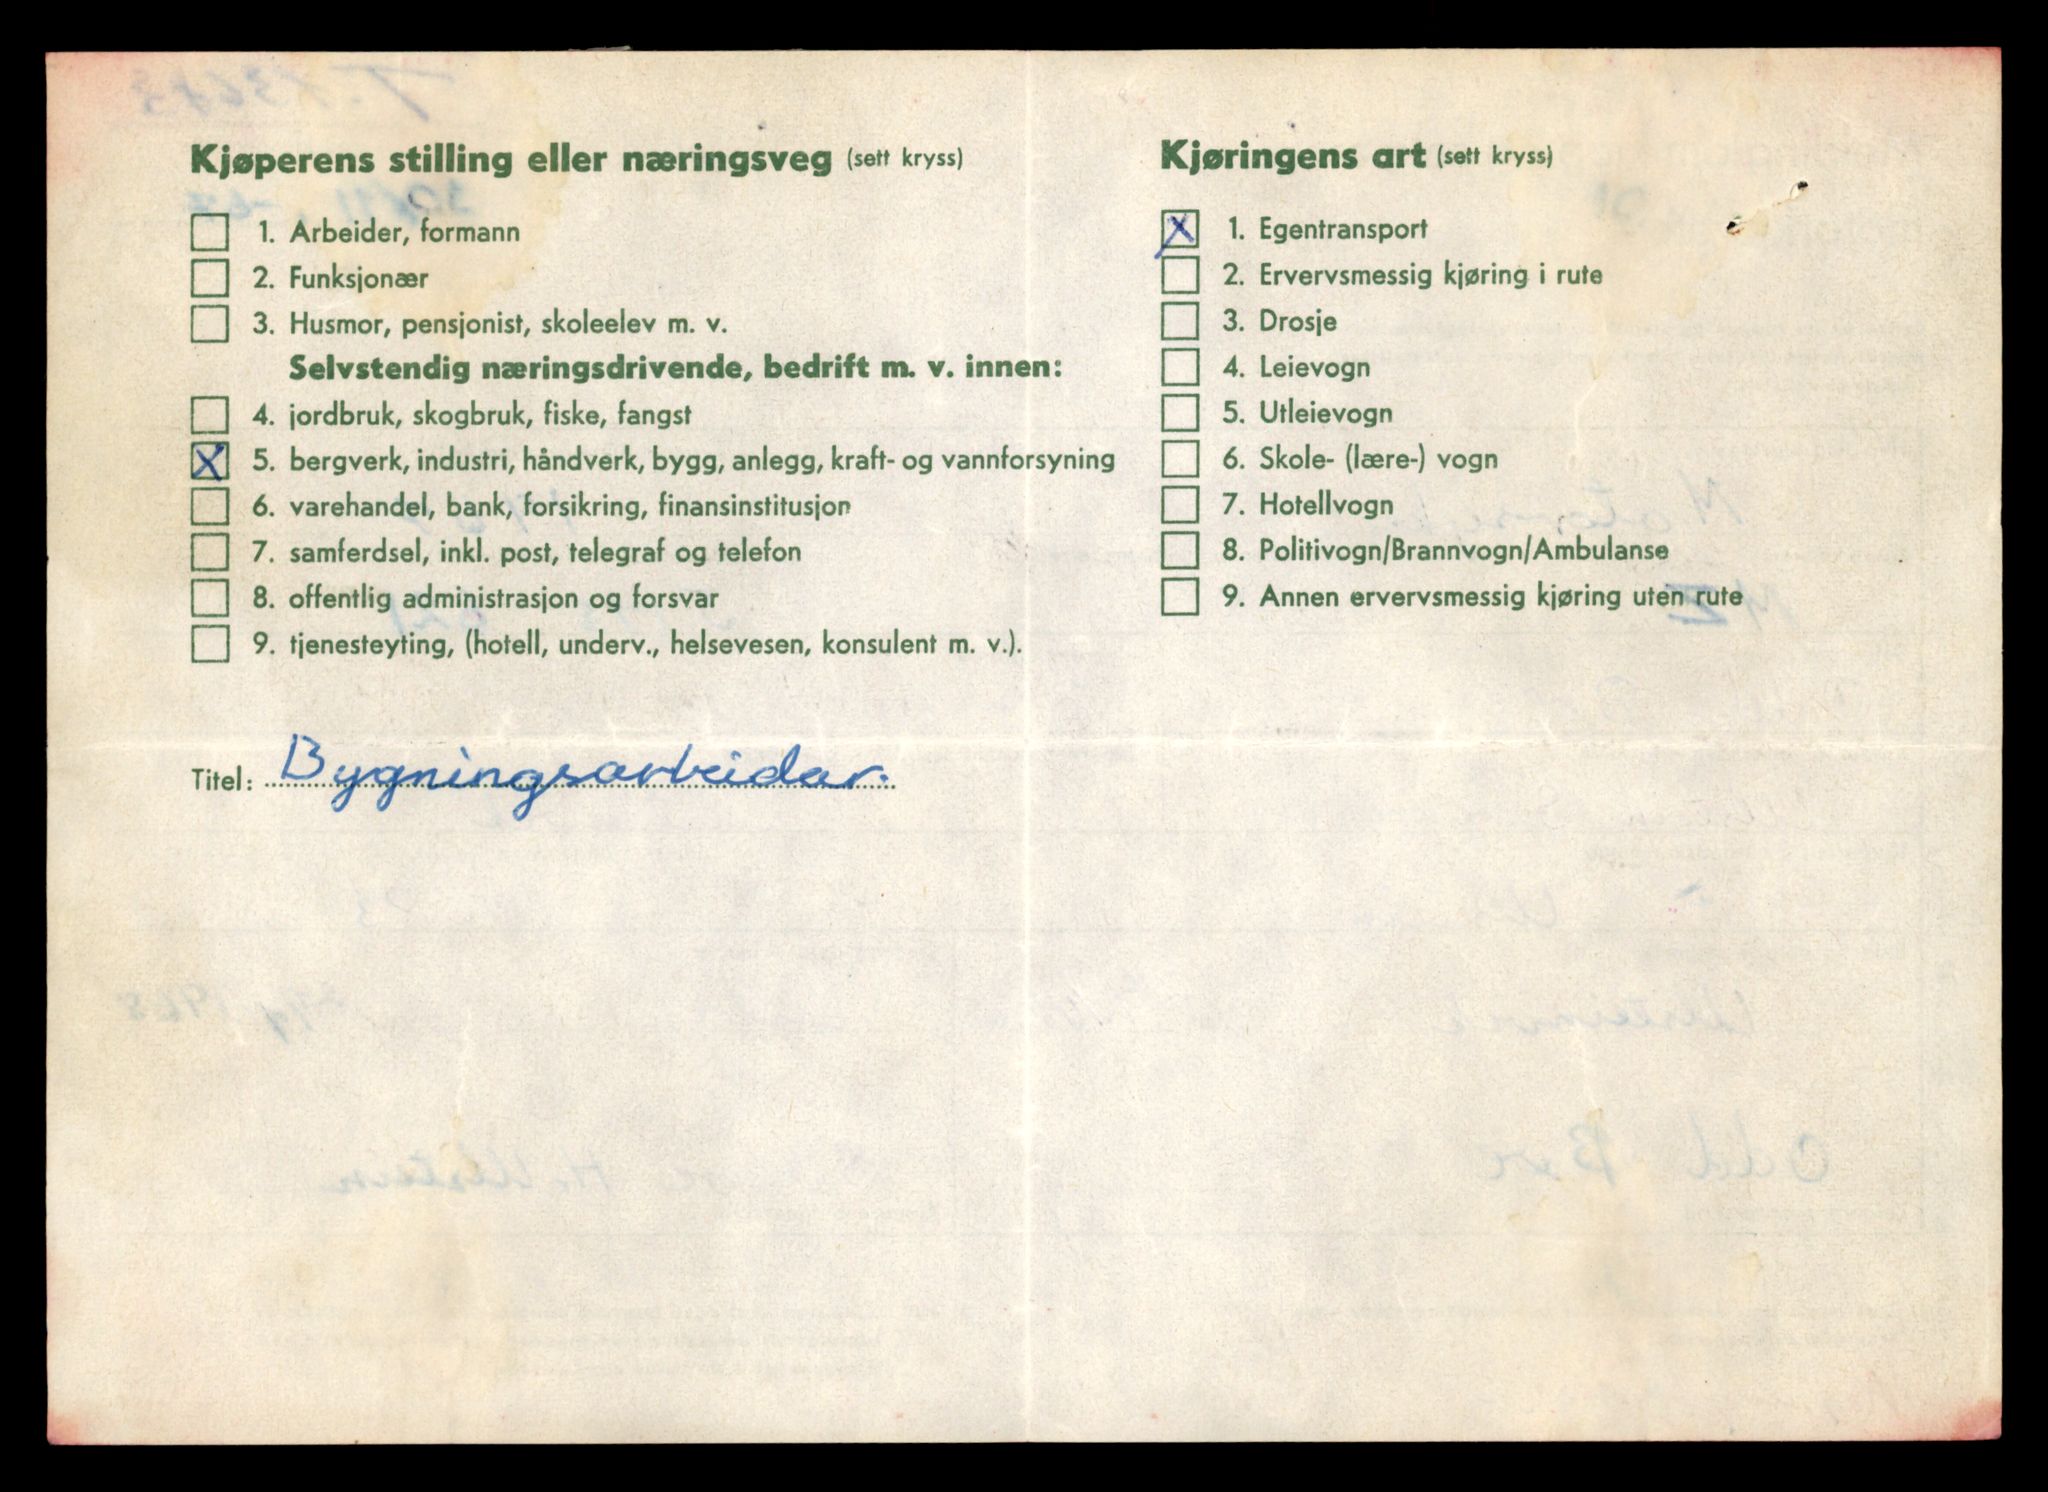 Kjøperens stilling eller næringsveg (sett kryss)
1. Arbeider, formann
2. Funksjonær
3. Husmor, pensjonist, skoleelev m. v.
Selvstendig næringsdrivende, bedrift m. v. innen:
4. jordbruk, skogbruk, fiske, fangst
X 5. bergverk, industri, håndverk, bygg, anlegg, kraft- og vannforsyning
6. varehandel, bank, forsikring, finansinstitusjon
7. samferdsel, inkl. post, telegraf og telefon
8. offentlig administrasjon og forsvar
9. tjenesteyting, (hotell, underv., helsevesen, konsulent m. v.).
Titel: Bygningsarbeidar.
Kjøringens art (sett kryss)
X 1. Egentransport
2. Ervervsmessig kjøring i rute
3. Drosje
4. Leievogn
5. Utleievogn
6. Skole- (lære-) vogn
7. Hotellvogn
8. Politivogn/Brannvogn/Ambulanse
9. Annen ervervsmessig kjøring uten rute